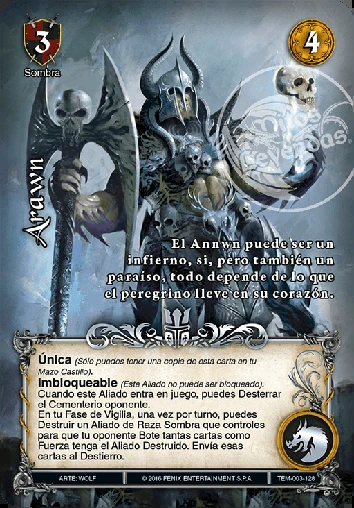 3
4
Sombra
Mitos y
Leyendas
Arawn
El Annwn puede ser un
infierno, si, pero también un
paraíso, todo depende de lo que
el peregrino lleve en su corazón.
Única (Sólo puedes tener una copia de esta carta en tu
Mazo Castillo).
Imbloqueable (Este Aliado no puede ser bloqueado).
Cuando este Aliado entra en juego, puedes Desterrar
el Cementerio oponente.
En tu Fase de Vigilia, una vez por turno, puedes
Destruir un Aliado de Raza Sombra que controles
para que tu oponente Bote tantas cartas como
Fuerza tenga el Aliado Destruido. Envía esas
cartas al Destierro.
ARTE: WOLF
© 2016 FENIX ENTERTAINMENT S.P.A.
TEM-003-128